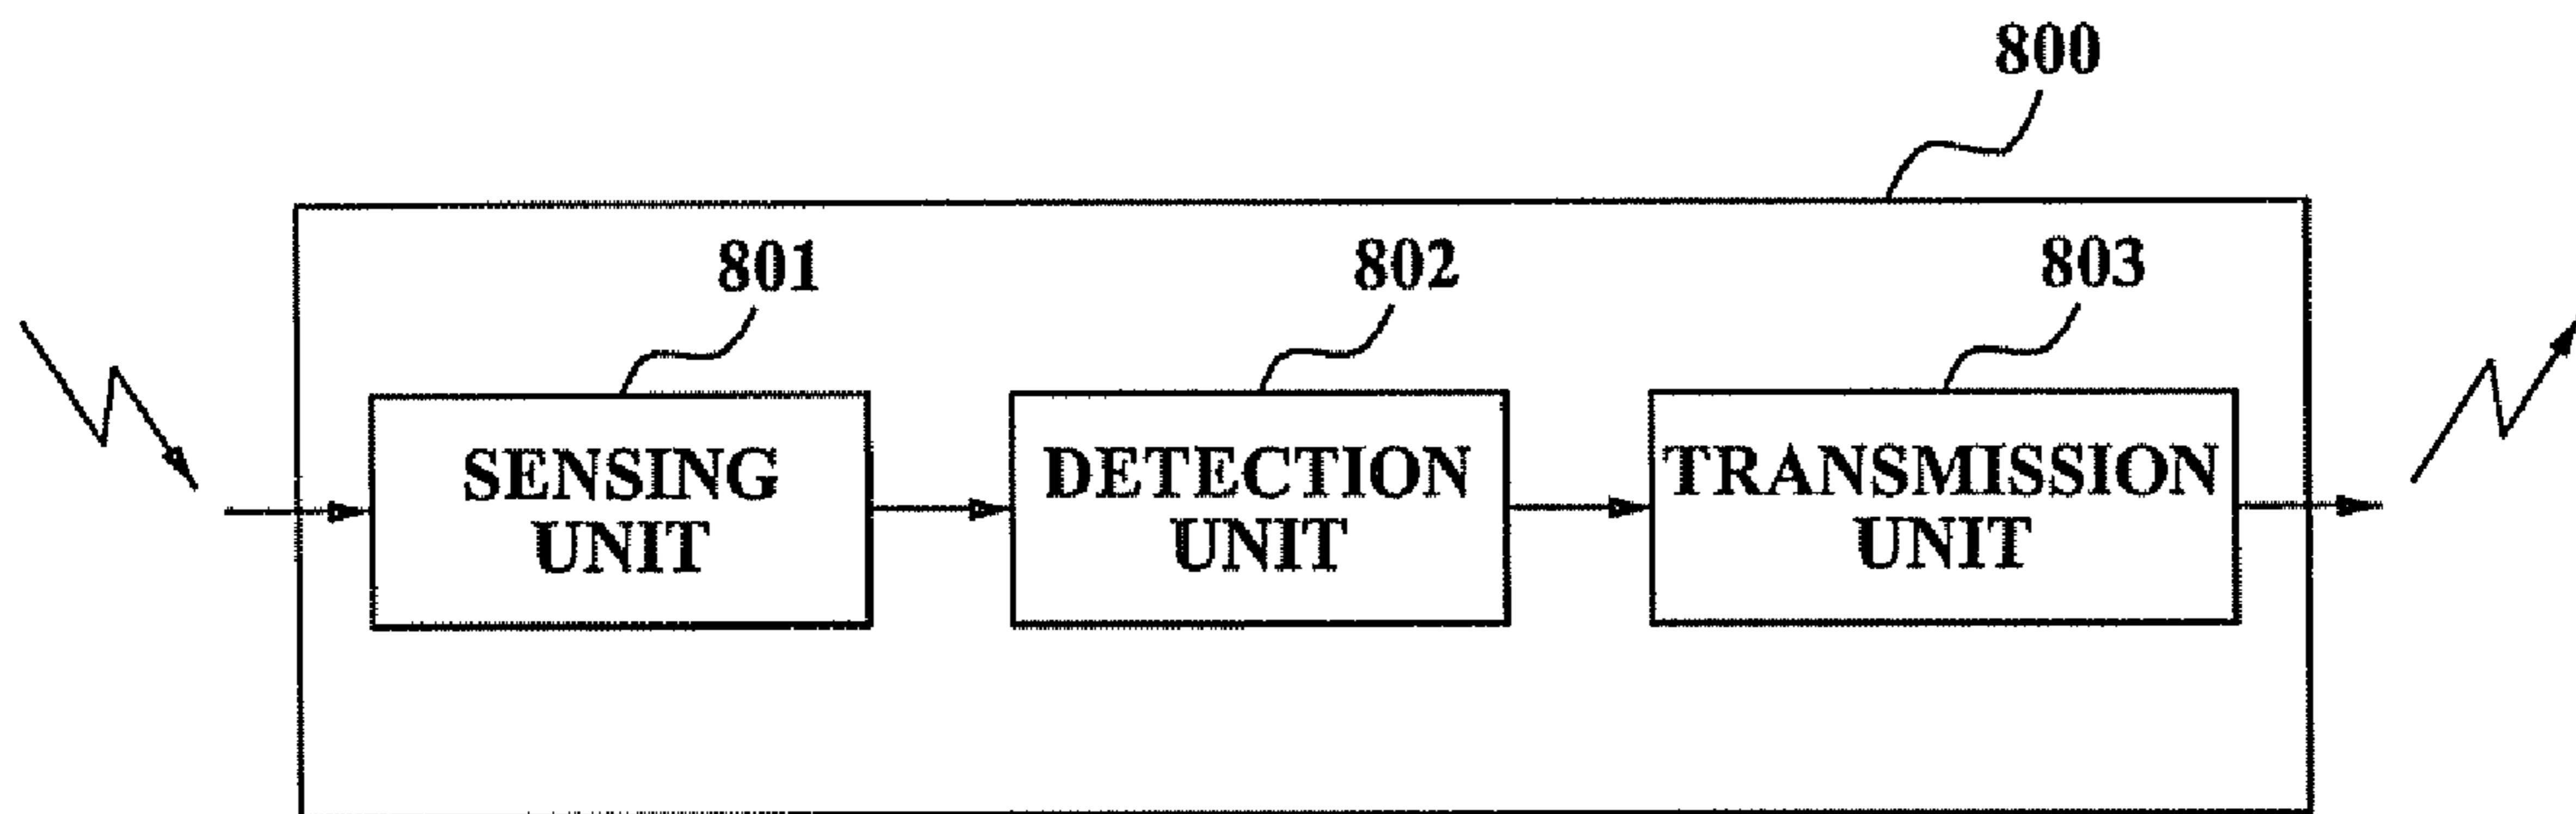 800
801
802
803
SENSING
UNIT
DETECTION
UNIT
TRANSMISSION
UNIT